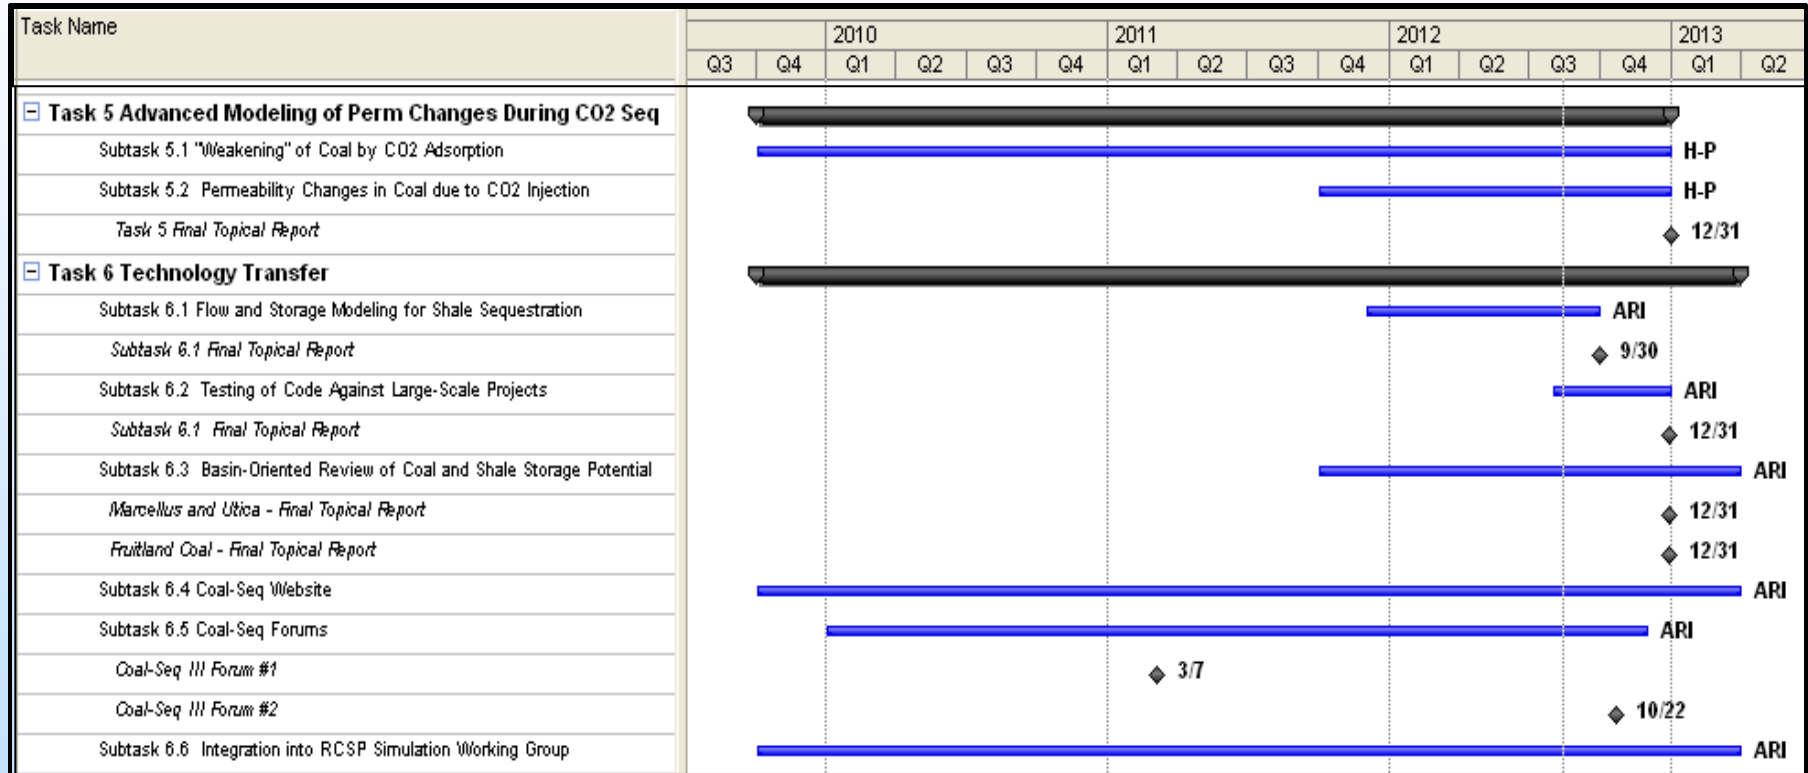 Task Name
2010 2011 2012 2013
Q3 Q4 Q1 Q2 Q3 Q4 Q1 Q2 Q3 Q4 Q1 Q2 Q3 Q4 Q1 Q2
Task 5 Advanced Modeling of Perm Changes During CO2 Seq
Subtask 5.1 "Weakening" of Coal by CO2 Adsorption H-P
Subtask 5.2 Permeability Changes in Coal due to CO2 Injection H-P
Task 5 Final Topical Report 12/31
Task 6 Technology Transfer
Subtask 6.1 Flow and Storage Modeling for Shale Sequestration ARI
Subtask 6.1 Final Topical Report 9/30
Subtask 6.2 Testing of Code Against Large-Scale Projects ARI
Subtask 6.1 Final Topical Report 12/31
Subtask 6.3 Basin-Oriented Review of Coal and Shale Storage Potential ARI
Marcellus and Utica - Final Topical Report 12/31
Fruitland Coal - Final Topical Report 12/31
Subtask 6.4 Coal-Seq Website ARI
Subtask 6.5 Coal-Seq Forums ARI
Coal-Seq III Forum #1 3/7
Coal-Seq III Forum #2 10/22
Subtask 6.6 Integration into RCSP Simulation Working Group ARI